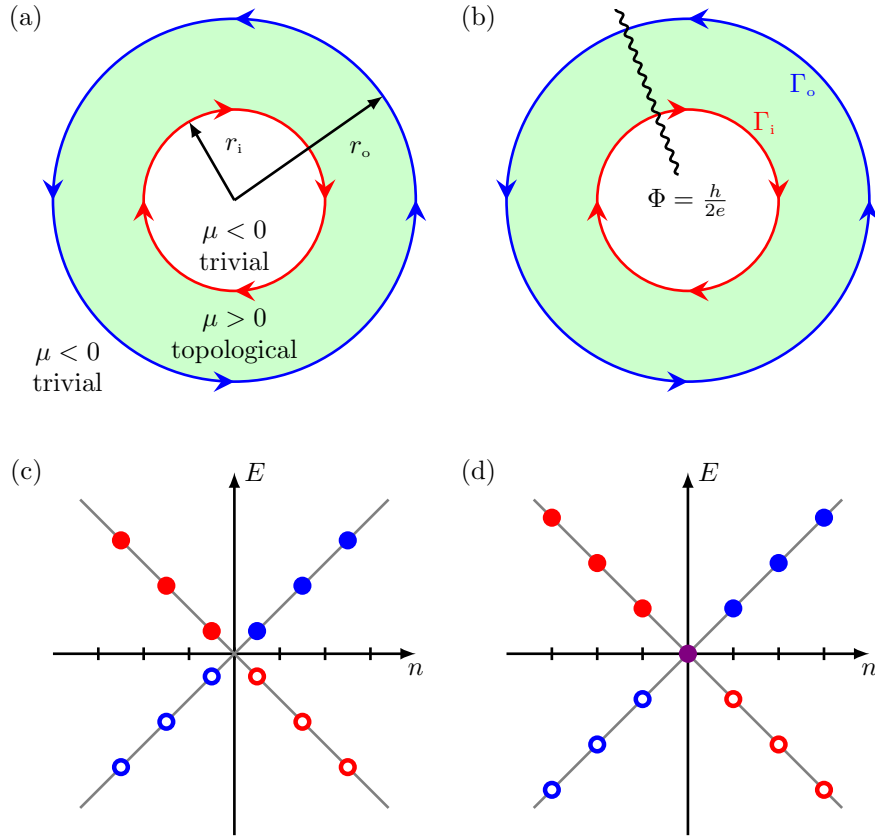 (a)
r_i
r_o
μ < 0
trivial
μ > 0
topological
μ < 0
trivial
(b)
Γ_o
Γ_i
Φ = h/2e
(c)
E
n
(d)
E
n